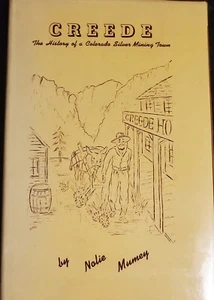 CREEDE
The History of a Colorado Silver Mining Town
CREEDE HO
by Nolie Mumey